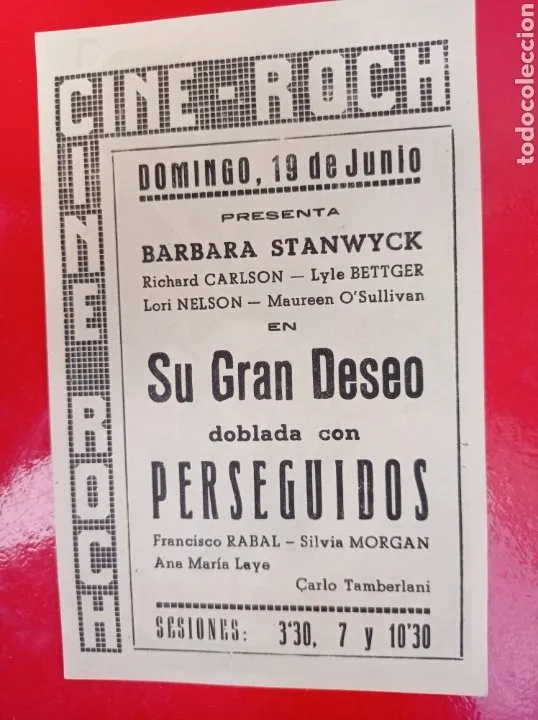 CINE-ROCH
CINE ROCH
DOMINGO, 19 de Junio
PRESENTA
BARBARA STANWYCK
Richard CARLSON — Lyle BETTGER
Lori NELSON — Maureen O'Sullivan
EN
Su Gran Deseo
doblada con
PERSEGUIDOS
Francisco RABAL — Silvia MORGAN
Ana María Laye
Carlo Tamberlani
SESIONES: 3'30, 7 y 10'30
todocoleccion